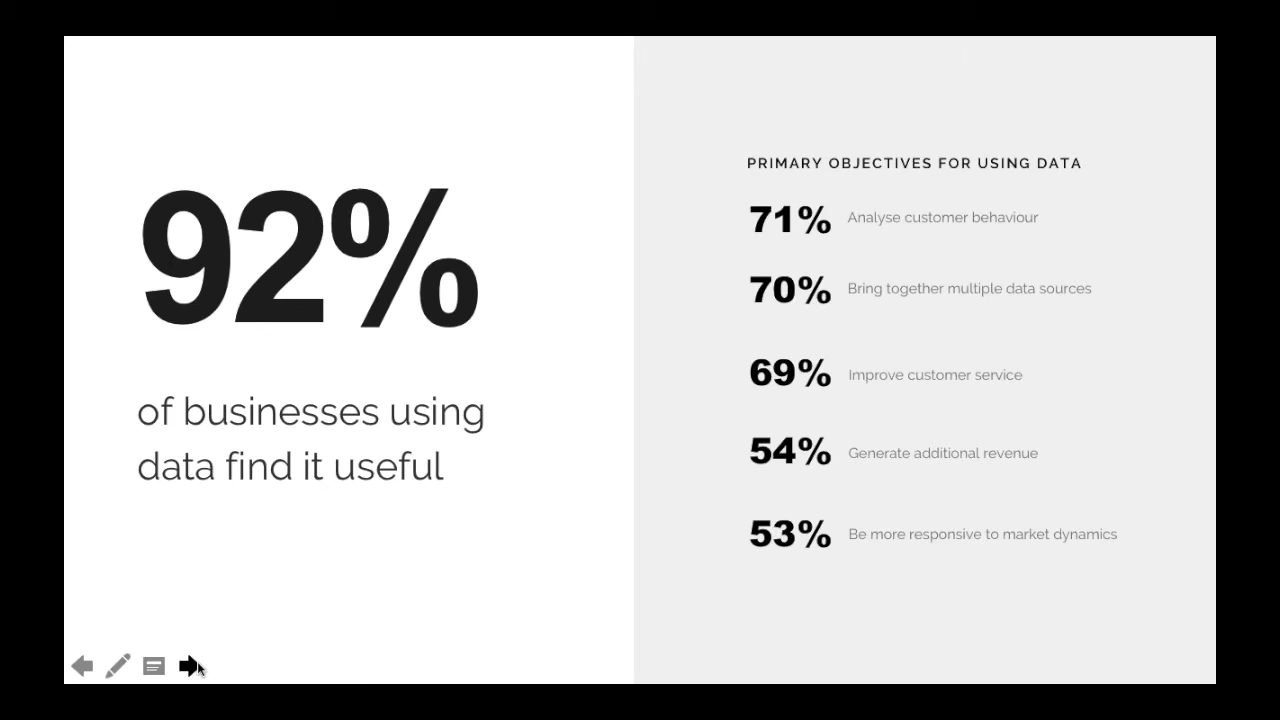 92%
of businesses using
data find it useful
PRIMARY OBJECTIVES FOR USING DATA
71% Analyse customer behaviour
70% Bring together multiple data sources
69% Improve customer service
54% Generate additional revenue
53% Be more responsive to market dynamics